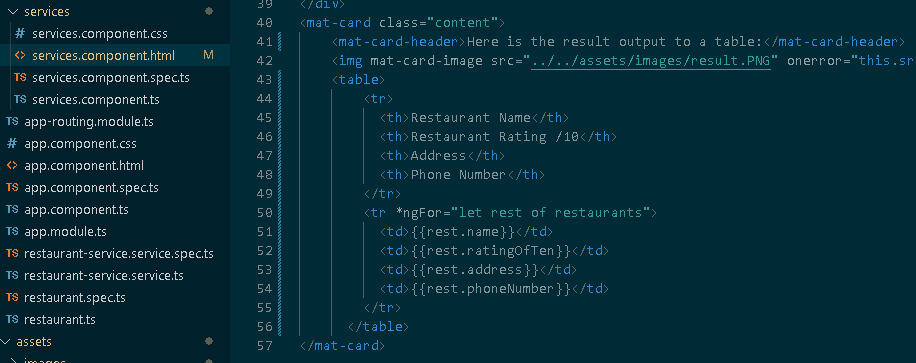 services
# services.component.css
<> services.component.html M
TS services.component.spec.ts
TS services.component.ts
TS app-routing.module.ts
# app.component.css
<> app.component.html
TS app.component.spec.ts
TS app.component.ts
TS app.module.ts
TS restaurant-service.service.spec.ts
TS restaurant-service.service.ts
TS restaurant.spec.ts
TS restaurant.ts
assets
images
39 </div>
40 <mat-card class="content">
41 <mat-card-header>Here is the result output to a table:</mat-card-header>
42 <img mat-card-image src="../../assets/images/result.PNG" onerror="this.sr
43 <table>
44 <tr>
45 <th>Restaurant Name</th>
46 <th>Restaurant Rating /10</th>
47 <th>Address</th>
48 <th>Phone Number</th>
49 </tr>
50 <tr *ngFor="let rest of restaurants">
51 <td>{{rest.name}}</td>
52 <td>{{rest.ratingOfTen}}</td>
53 <td>{{rest.address}}</td>
54 <td>{{rest.phoneNumber}}</td>
55 </tr>
56 </table>
57 </mat-card>